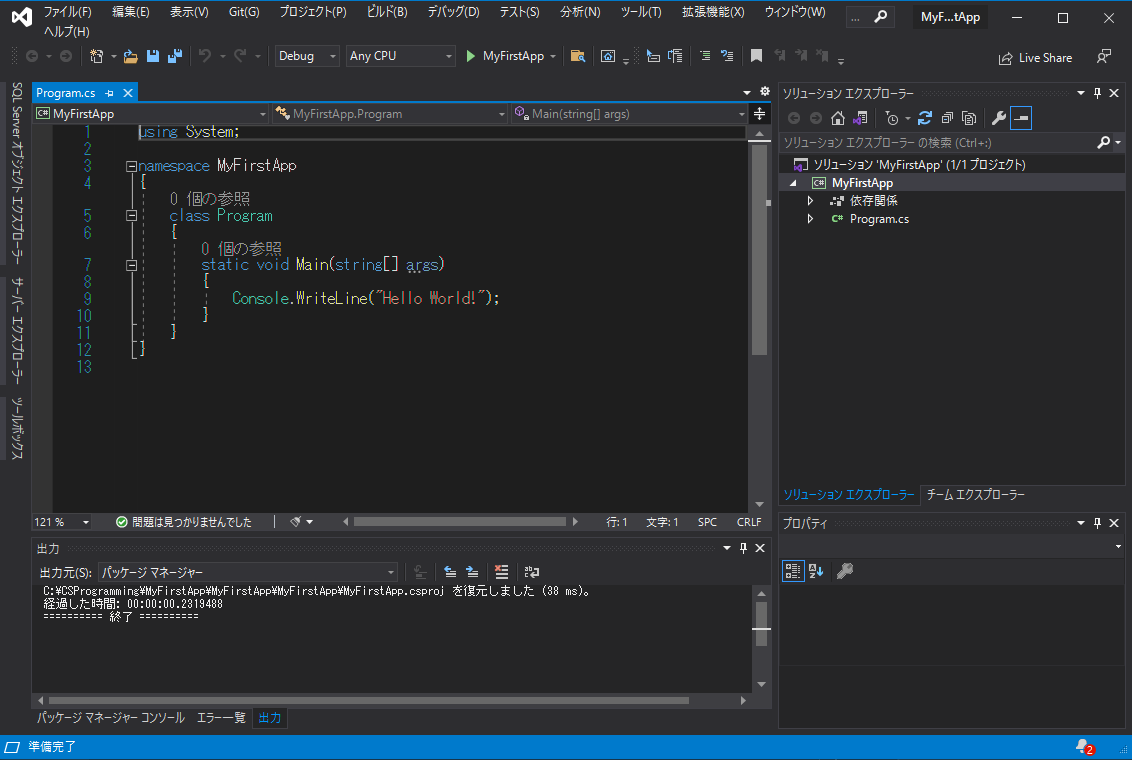 ファイル(F) 編集(E) 表示(V) Git(G) プロジェクト(P) ビルド(B) デバッグ(D) テスト(S) 分析(N) ツール(T) 拡張機能(X) ウィンドウ(W) ... MyF...tApp
ヘルプ(H)
Debug Any CPU MyFirstApp Live Share
SQL Server オブジェクト エクスプローラー
サーバー エクスプローラー
ツールボックス
Program.cs
MyFirstApp MyFirstApp.Program Main(string[] args)
1 using System;
2
3 namespace MyFirstApp
4 {
0 個の参照
5 class Program
6 {
0 個の参照
7 static void Main(string[] args)
8 {
9 Console.WriteLine("Hello World!");
10 }
11 }
12 }
13
121 % 問題は見つかりませんでした 行: 1 文字: 1 SPC CRLF
出力
出力元(S): パッケージ マネージャー
C:\CSProgramming\MyFirstApp\MyFirstApp\MyFirstApp\MyFirstApp.csproj を復元しました (38 ms)。
経過した時間: 00:00:00.2319488
========== 終了 ==========
パッケージ マネージャー コンソール エラー一覧 出力
ソリューション エクスプローラー
ソリューション エクスプローラー の検索 (Ctrl+:)
ソリューション 'MyFirstApp' (1/1 プロジェクト)
MyFirstApp
依存関係
Program.cs
ソリューション エクスプローラー チーム エクスプローラー
プロパティ
準備完了 2